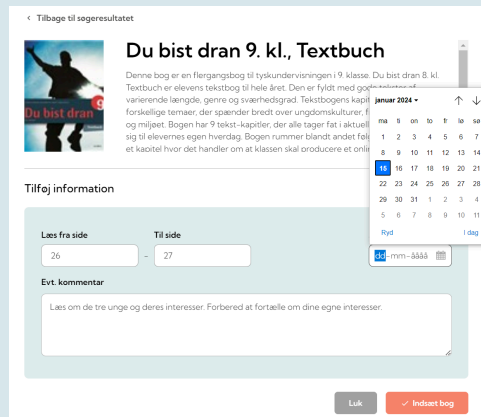 < Tilbage til søgeresultatet
Du bist dran 9. kl., Textbuch
Du bist dran 9
Denne bog er en flergangsbog til tyskundervisningen i 9. klasse. Du bist dran 8. kl.
Textbuch er elevens tekstbog til hele året. Den er fyldt med gode tekster af
varierende længde, genre og sværhedsgrad. Tekstbogens kapit
forskellige temaer, der spænder bredt over ungdomskulturer, f
og miljøet. Bogen har 9 tekst-kapitler, der alle tager fat i aktuell
sig til elevernes egen hverdag. Bogen rummer blandt andet følg
et kapitel hvor det handler om at klassen skal producere et onlin
januar 2024
ma ti on to fr lø sø
1 2 3 4 5 6 7
8 9 10 11 12 13 14
15 16 17 18 19 20 21
22 23 24 25 26 27 28
29 30 31 1 2 3 4
5 6 7 8 9 10 11
Ryd I dag
Tilføj information
Læs fra side Til side
26 - 27 dd-mm-åååå
Evt. kommentar
Læs om de tre unge og deres interesser. Forbered at fortælle om dine egne interesser.
Luk ✓ Indsæt bog